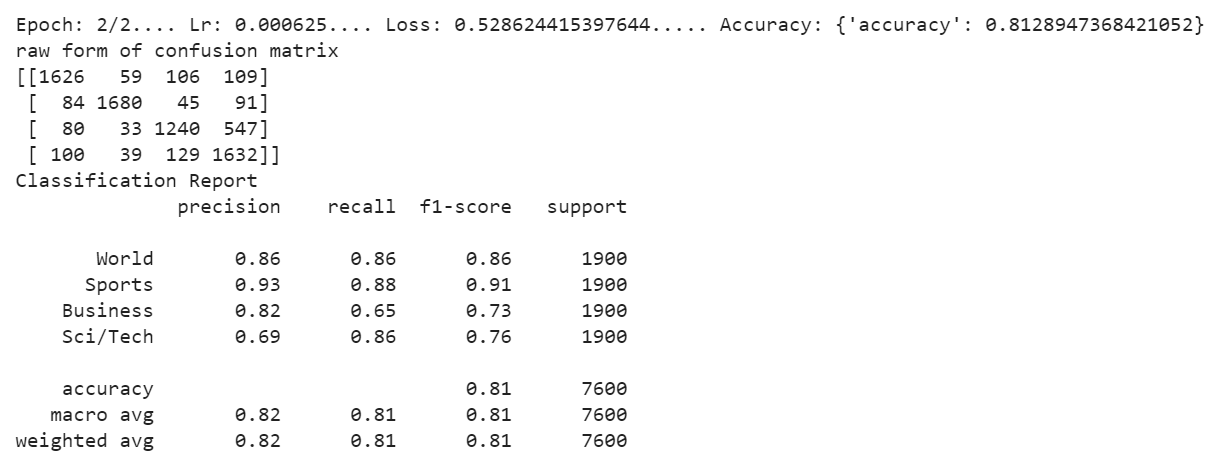 Epoch: 2/2.... Lr: 0.000625.... Loss: 0.528624415397644..... Accuracy: {'accuracy': 0.8128947368421052}
raw form of confusion matrix
[[1626   59  106  109]
 [  84 1680   45   91]
 [  80   33 1240  547]
 [ 100   39  129 1632]]
Classification Report
              precision    recall  f1-score   support

       World       0.86      0.86      0.86      1900
      Sports       0.93      0.88      0.91      1900
    Business       0.82      0.65      0.73      1900
    Sci/Tech       0.69      0.86      0.76      1900

    accuracy                           0.81      7600
   macro avg       0.82      0.81      0.81      7600
weighted avg       0.82      0.81      0.81      7600